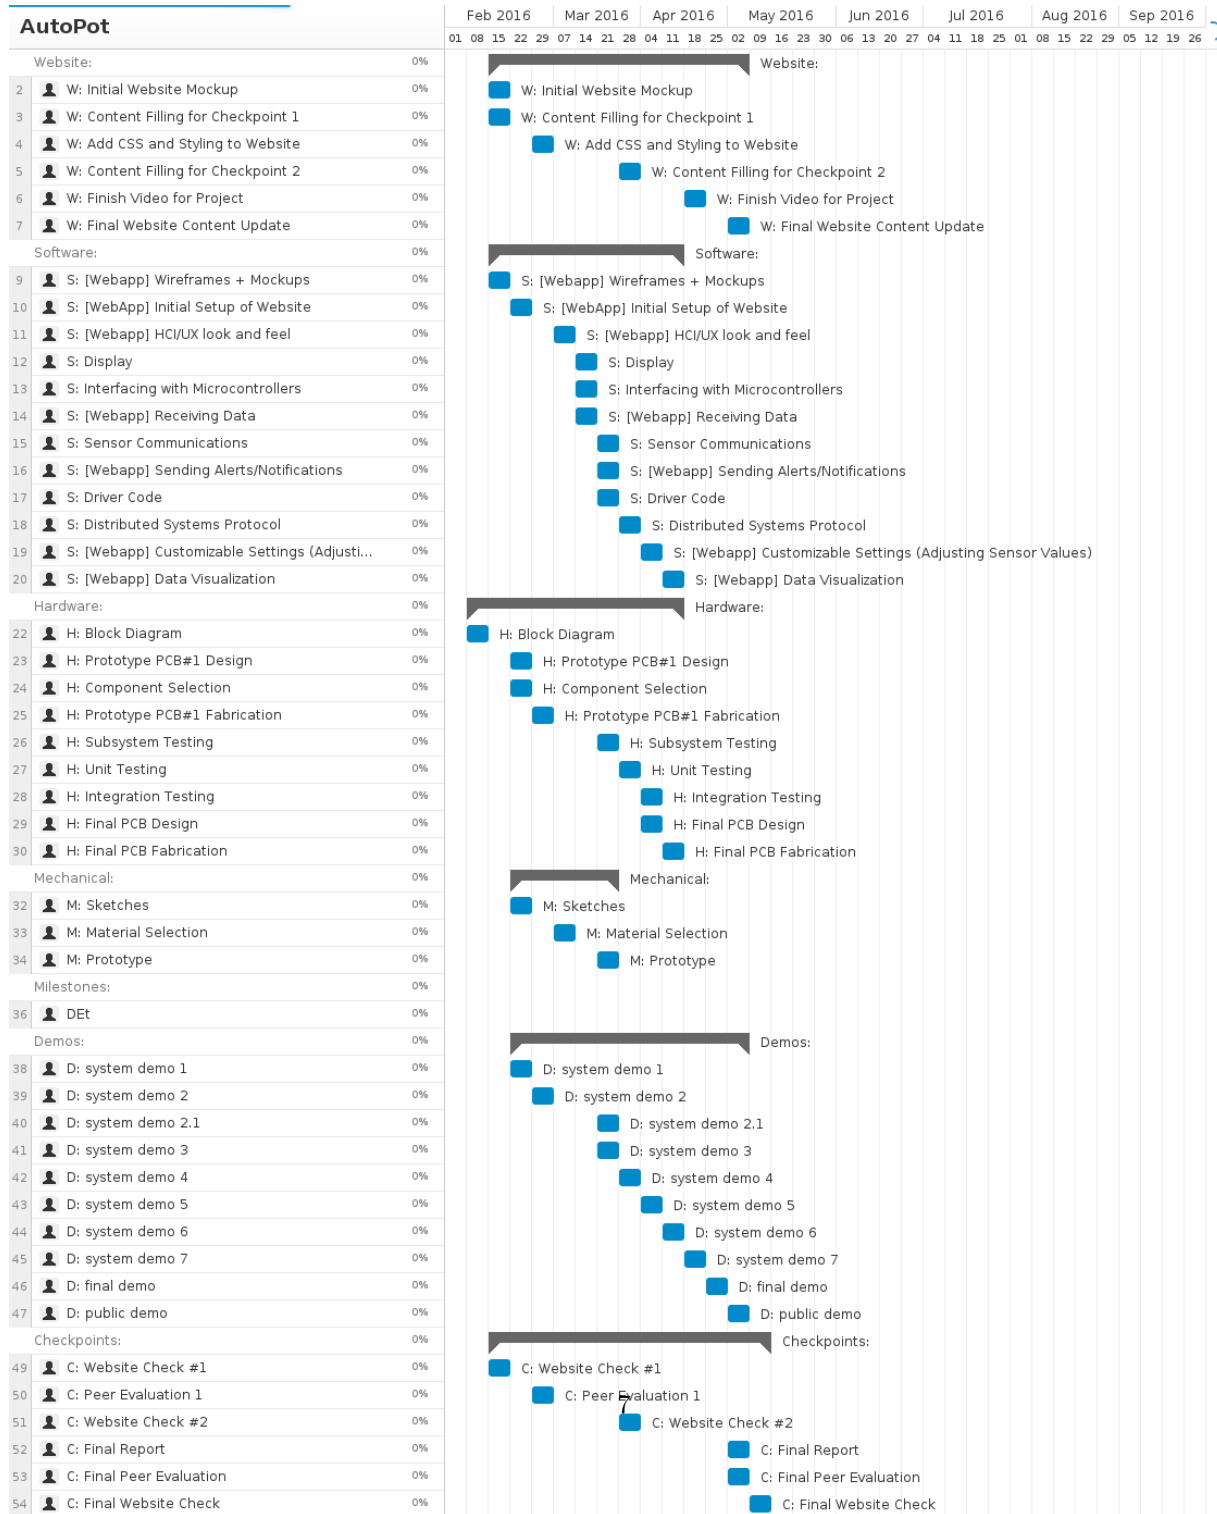 AutoPot
Feb 2016 Mar 2016 Apr 2016 May 2016 Jun 2016 Jul 2016 Aug 2016 Sep 2016
01 08 15 22 29 07 14 21 28 04 11 18 25 02 09 16 23 30 06 13 20 27 04 11 18 25 01 08 15 22 29 05 12 19 26
Website: 0% Website:
2 W: Initial Website Mockup 0% W: Initial Website Mockup
3 W: Content Filling for Checkpoint 1 0% W: Content Filling for Checkpoint 1
4 W: Add CSS and Styling to Website 0% W: Add CSS and Styling to Website
5 W: Content Filling for Checkpoint 2 0% W: Content Filling for Checkpoint 2
6 W: Finish Video for Project 0% W: Finish Video for Project
7 W: Final Website Content Update 0% W: Final Website Content Update
Software: 0% Software:
9 S: [Webapp] Wireframes + Mockups 0% S: [Webapp] Wireframes + Mockups
10 S: [WebApp] Initial Setup of Website 0% S: [WebApp] Initial Setup of Website
11 S: [Webapp] HCI/UX look and feel 0% S: [Webapp] HCI/UX look and feel
12 S: Display 0% S: Display
13 S: Interfacing with Microcontrollers 0% S: Interfacing with Microcontrollers
14 S: [Webapp] Receiving Data 0% S: [Webapp] Receiving Data
15 S: Sensor Communications 0% S: Sensor Communications
16 S: [Webapp] Sending Alerts/Notifications 0% S: [Webapp] Sending Alerts/Notifications
17 S: Driver Code 0% S: Driver Code
18 S: Distributed Systems Protocol 0% S: Distributed Systems Protocol
19 S: [Webapp] Customizable Settings (Adjusti... 0% S: [Webapp] Customizable Settings (Adjusting Sensor Values)
20 S: [Webapp] Data Visualization 0% S: [Webapp] Data Visualization
Hardware: 0% Hardware:
22 H: Block Diagram 0% H: Block Diagram
23 H: Prototype PCB#1 Design 0% H: Prototype PCB#1 Design
24 H: Component Selection 0% H: Component Selection
25 H: Prototype PCB#1 Fabrication 0% H: Prototype PCB#1 Fabrication
26 H: Subsystem Testing 0% H: Subsystem Testing
27 H: Unit Testing 0% H: Unit Testing
28 H: Integration Testing 0% H: Integration Testing
29 H: Final PCB Design 0% H: Final PCB Design
30 H: Final PCB Fabrication 0% H: Final PCB Fabrication
Mechanical: 0% Mechanical:
32 M: Sketches 0% M: Sketches
33 M: Material Selection 0% M: Material Selection
34 M: Prototype 0% M: Prototype
Milestones: 0%
36 DEt 0%
Demos: 0% Demos:
38 D: system demo 1 0% D: system demo 1
39 D: system demo 2 0% D: system demo 2
40 D: system demo 2.1 0% D: system demo 2.1
41 D: system demo 3 0% D: system demo 3
42 D: system demo 4 0% D: system demo 4
43 D: system demo 5 0% D: system demo 5
44 D: system demo 6 0% D: system demo 6
45 D: system demo 7 0% D: system demo 7
46 D: final demo 0% D: final demo
47 D: public demo 0% D: public demo
Checkpoints: 0% Checkpoints:
49 C: Website Check #1 0% C: Website Check #1
50 C: Peer Evaluation 1 0% C: Peer Evaluation 1
51 C: Website Check #2 0% C: Website Check #2
52 C: Final Report 0% C: Final Report
53 C: Final Peer Evaluation 0% C: Final Peer Evaluation
54 C: Final Website Check 0% C: Final Website Check